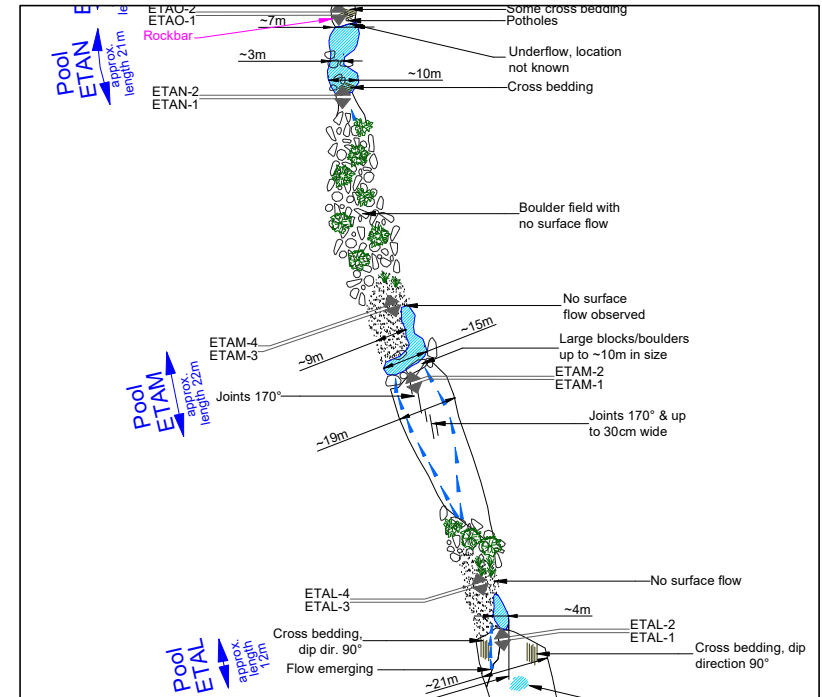 ETAO-2
ETAO-1
Some cross bedding
Potholes
~7m
Rockbar
Pool
ETAN
approx.
length 21m
Underflow, location
not known
~3m
~10m
Cross bedding
ETAN-2
ETAN-1
Boulder field with
no surface flow
No surface
flow observed
~15m
ETAM-4
ETAM-3
~9m
Large blocks/boulders
up to ~10m in size
ETAM-2
ETAM-1
Pool
ETAM
approx.
length 22m
Joints 170°
Joints 170° & up
to 30cm wide
~19m
No surface flow
ETAL-4
ETAL-3
~4m
ETAL-2
ETAL-1
Cross bedding,
dip dir. 90°
Cross bedding, dip
direction 90°
Pool
ETAL
approx.
length
12m
Flow emerging
~21m